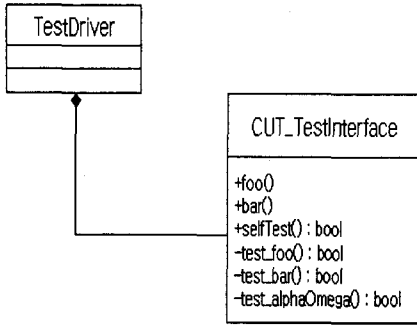 TestDriver
CUT_TestInterface
+foo()
+bar()
+selfTest() : bool
-test_foo() : bool
-test_bar() : bool
-test_alphaOmega() : bool